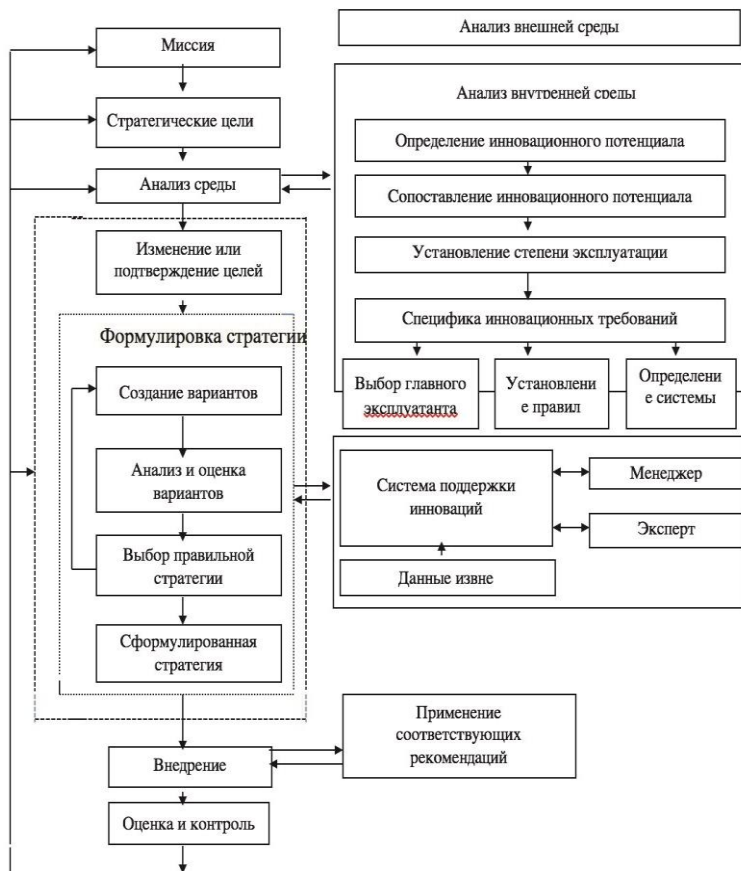 Миссия
Стратегические цели
Анализ среды
Изменение или
подтверждение целей
Формулировка стратегии
Создание вариантов
Анализ и оценка
вариантов
Выбор правильной
стратегии
Сформулированная
стратегия
Внедрение
Оценка и контроль
Анализ внешней среды
Анализ внутренней среды
Определение инновационного потенциала
Сопоставление инновационного потенциала
Установление степени эксплуатации
Специфика инновационных требований
Выбор главного
эксплуатанта
Установлени
е правил
Определени
е системы
Система поддержки
инноваций
Менеджер
Эксперт
Данные извне
Применение
соответствующих
рекомендаций